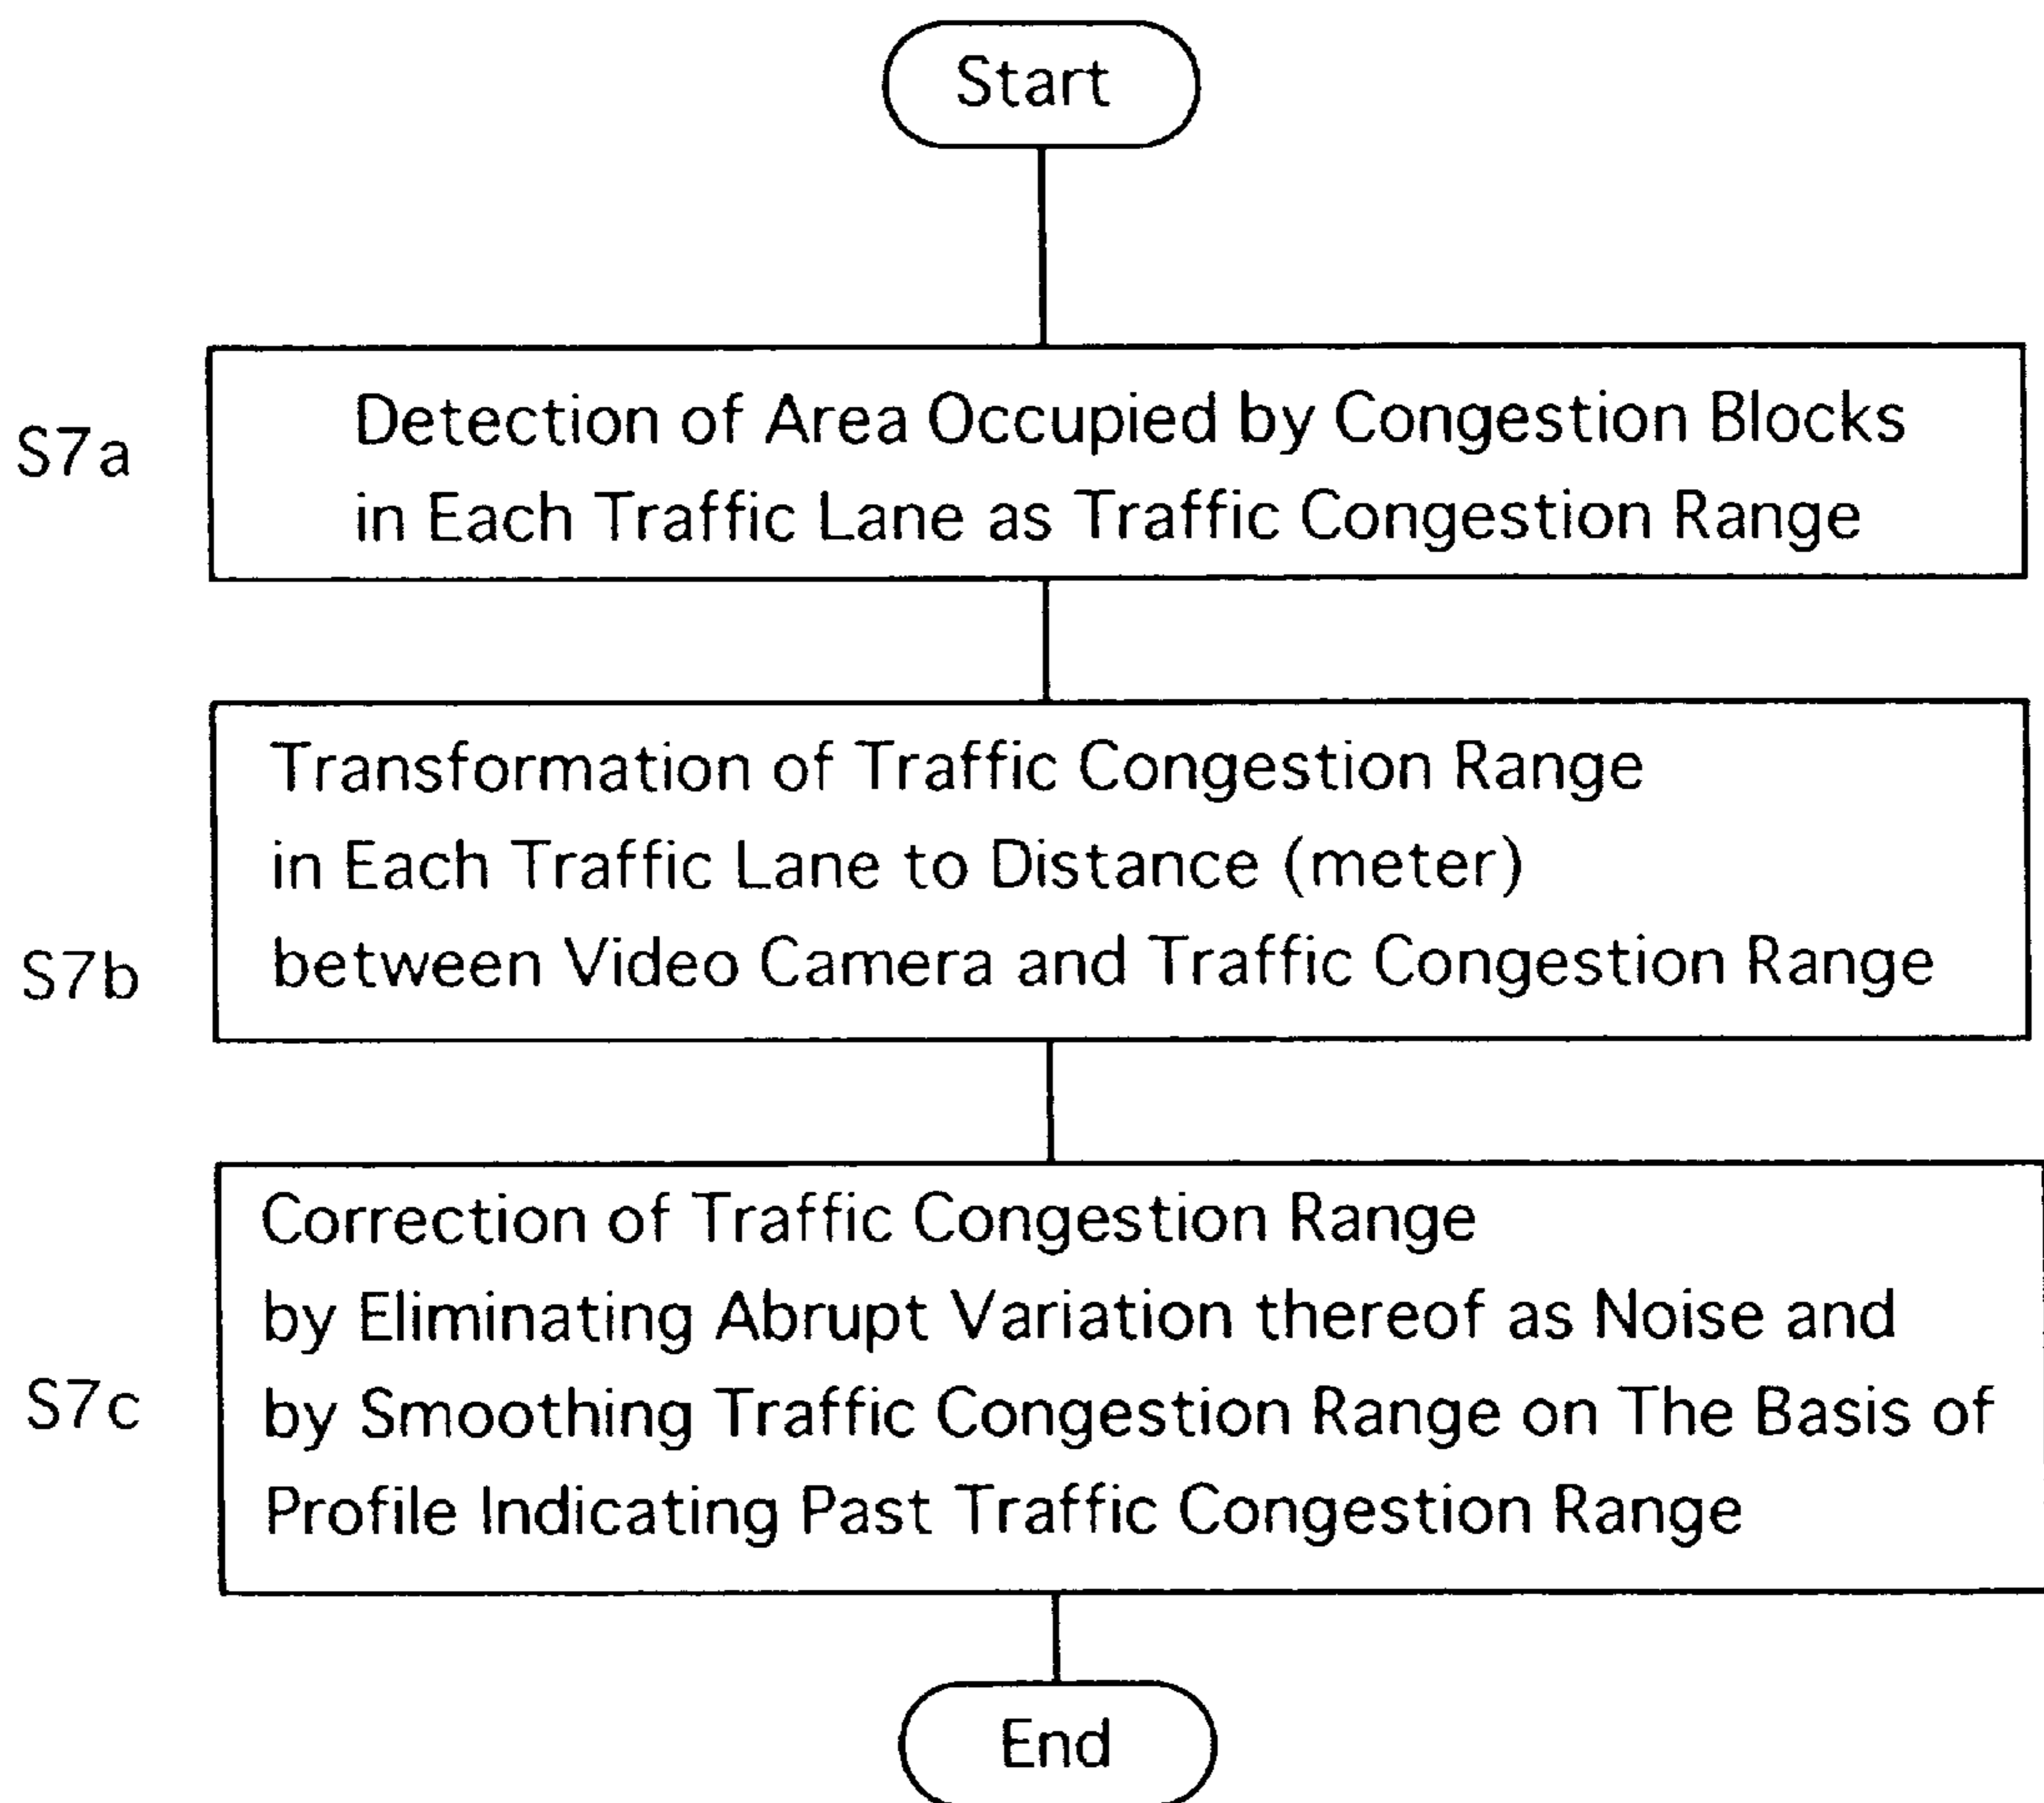 Start
S7a
Detection of Area Occupied by Congestion Blocks
in Each Traffic Lane as Traffic Congestion Range
S7b
Transformation of Traffic Congestion Range
in Each Traffic Lane to Distance (meter)
between Video Camera and Traffic Congestion Range
S7c
Correction of Traffic Congestion Range
by Eliminating Abrupt Variation thereof as Noise and
by Smoothing Traffic Congestion Range on The Basis of
Profile Indicating Past Traffic Congestion Range
End